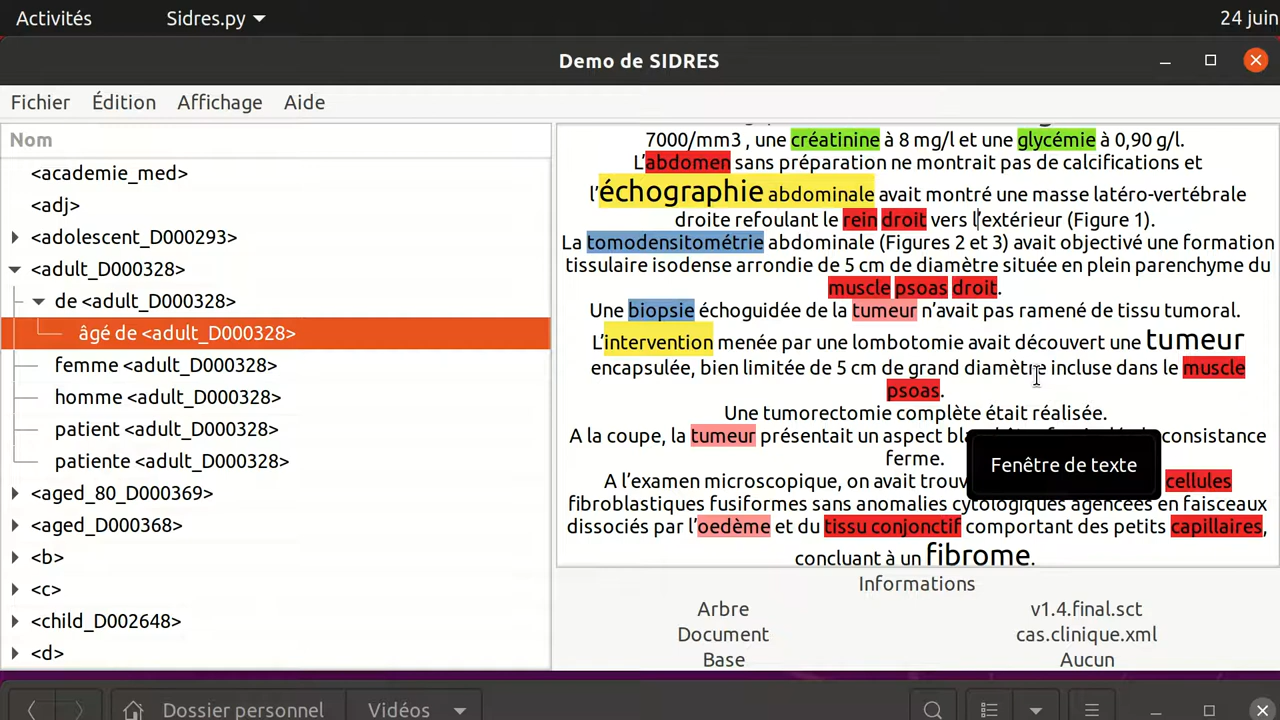 Activités
Sidres.py
24 juin
Demo de SIDRES
Fichier Édition Affichage Aide
Nom
<academie_med>
<adj>
<adolescent_D000293>
<adult_D000328>
de <adult_D000328>
âgé de <adult_D000328>
femme <adult_D000328>
homme <adult_D000328>
patient <adult_D000328>
patiente <adult_D000328>
<aged_80_D000369>
<aged_D000368>
<b>
<c>
<child_D002648>
<d>
7000/mm3 , une créatinine à 8 mg/l et une glycémie à 0,90 g/l.
L’abdomen sans préparation ne montrait pas de calcifications et
l’échographie abdominale avait montré une masse latéro-vertébrale
droite refoulant le rein droit vers l’extérieur (Figure 1).
La tomodensitométrie abdominale (Figures 2 et 3) avait objectivé une formation
tissulaire isodense arrondie de 5 cm de diamètre située en plein parenchyme du
muscle psoas droit.
Une biopsie échoguidée de la tumeur n’avait pas ramené de tissu tumoral.
L’intervention menée par une lombotomie avait découvert une tumeur
encapsulée, bien limitée de 5 cm de grand diamètre incluse dans le muscle
psoas.
Une tumorectomie complète était réalisée.
A la coupe, la tumeur présentait un aspect consistance
ferme.
A l’examen microscopique, on avait cellules
fibroblastiques fusiformes sans anomalies cytologiques agencées en faisceaux
dissociés par l’oedème et du tissu conjonctif comportant des petits capillaires,
concluant à un fibrome.
Fenêtre de texte
Informations
Arbre v1.4.final.sct
Document cas.clinique.xml
Base Aucun
Dossier personnel Vidéos